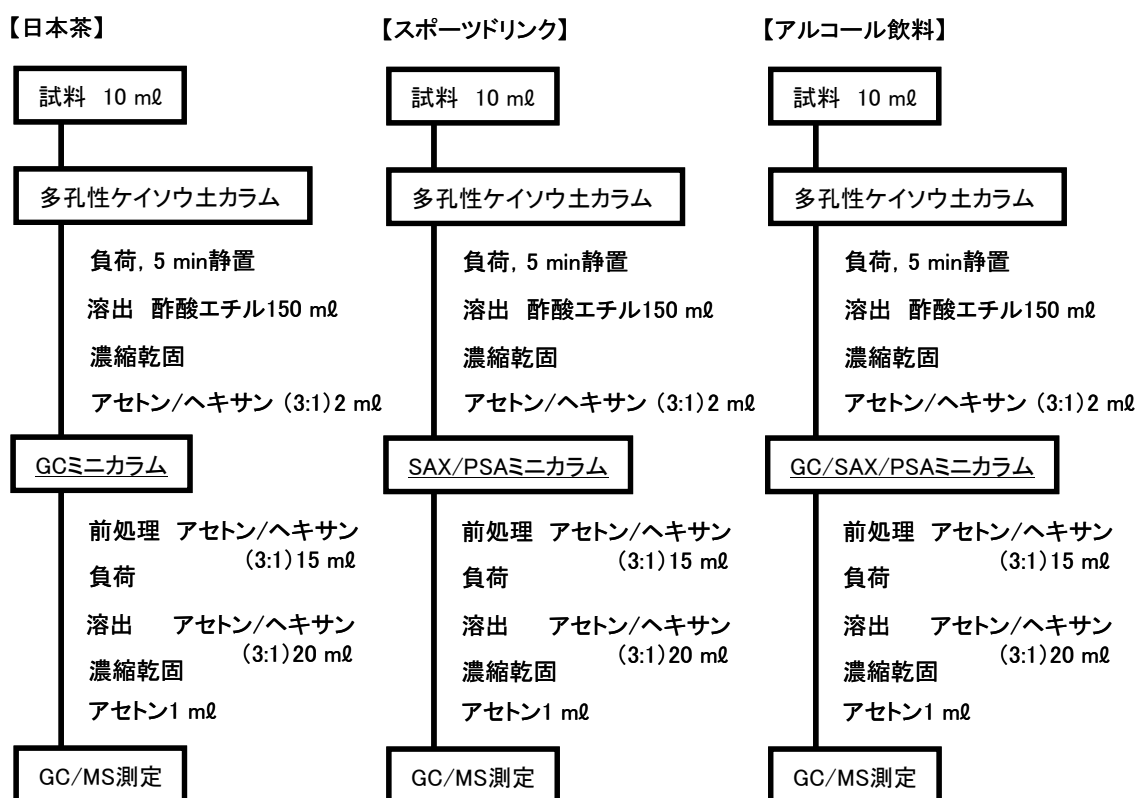 【日本茶】
試料 10 mℓ
多孔性ケイソウ土カラム
負荷, 5 min静置
溶出 酢酸エチル150 mℓ
濃縮乾固
アセトン/ヘキサン (3:1)2 mℓ
GCミニカラム
前処理 アセトン/ヘキサン
(3:1)15 mℓ
負荷
溶出 アセトン/ヘキサン
(3:1)20 mℓ
濃縮乾固
アセトン1 mℓ
GC/MS測定
【スポーツドリンク】
試料 10 mℓ
多孔性ケイソウ土カラム
負荷, 5 min静置
溶出 酢酸エチル150 mℓ
濃縮乾固
アセトン/ヘキサン (3:1)2 mℓ
SAX/PSAミニカラム
前処理 アセトン/ヘキサン
(3:1)15 mℓ
負荷
溶出 アセトン/ヘキサン
(3:1)20 mℓ
濃縮乾固
アセトン1 mℓ
GC/MS測定
【アルコール飲料】
試料 10 mℓ
多孔性ケイソウ土カラム
負荷, 5 min静置
溶出 酢酸エチル150 mℓ
濃縮乾固
アセトン/ヘキサン (3:1)2 mℓ
GC/SAX/PSAミニカラム
前処理 アセトン/ヘキサン
(3:1)15 mℓ
負荷
溶出 アセトン/ヘキサン
(3:1)20 mℓ
濃縮乾固
アセトン1 mℓ
GC/MS測定